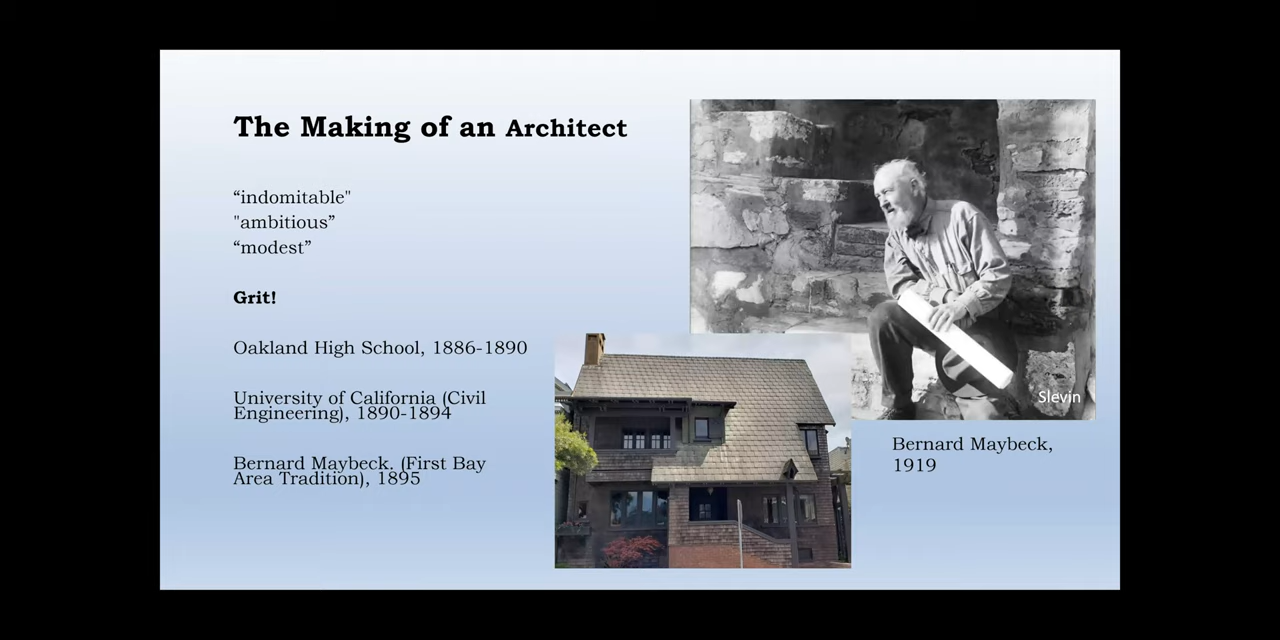 The Making of an Architect
“indomitable"
"ambitious”
“modest”
Grit!
Oakland High School, 1886-1890
University of California (Civil
Engineering), 1890-1894
Bernard Maybeck. (First Bay
Area Tradition), 1895
Slevin
Bernard Maybeck,
1919